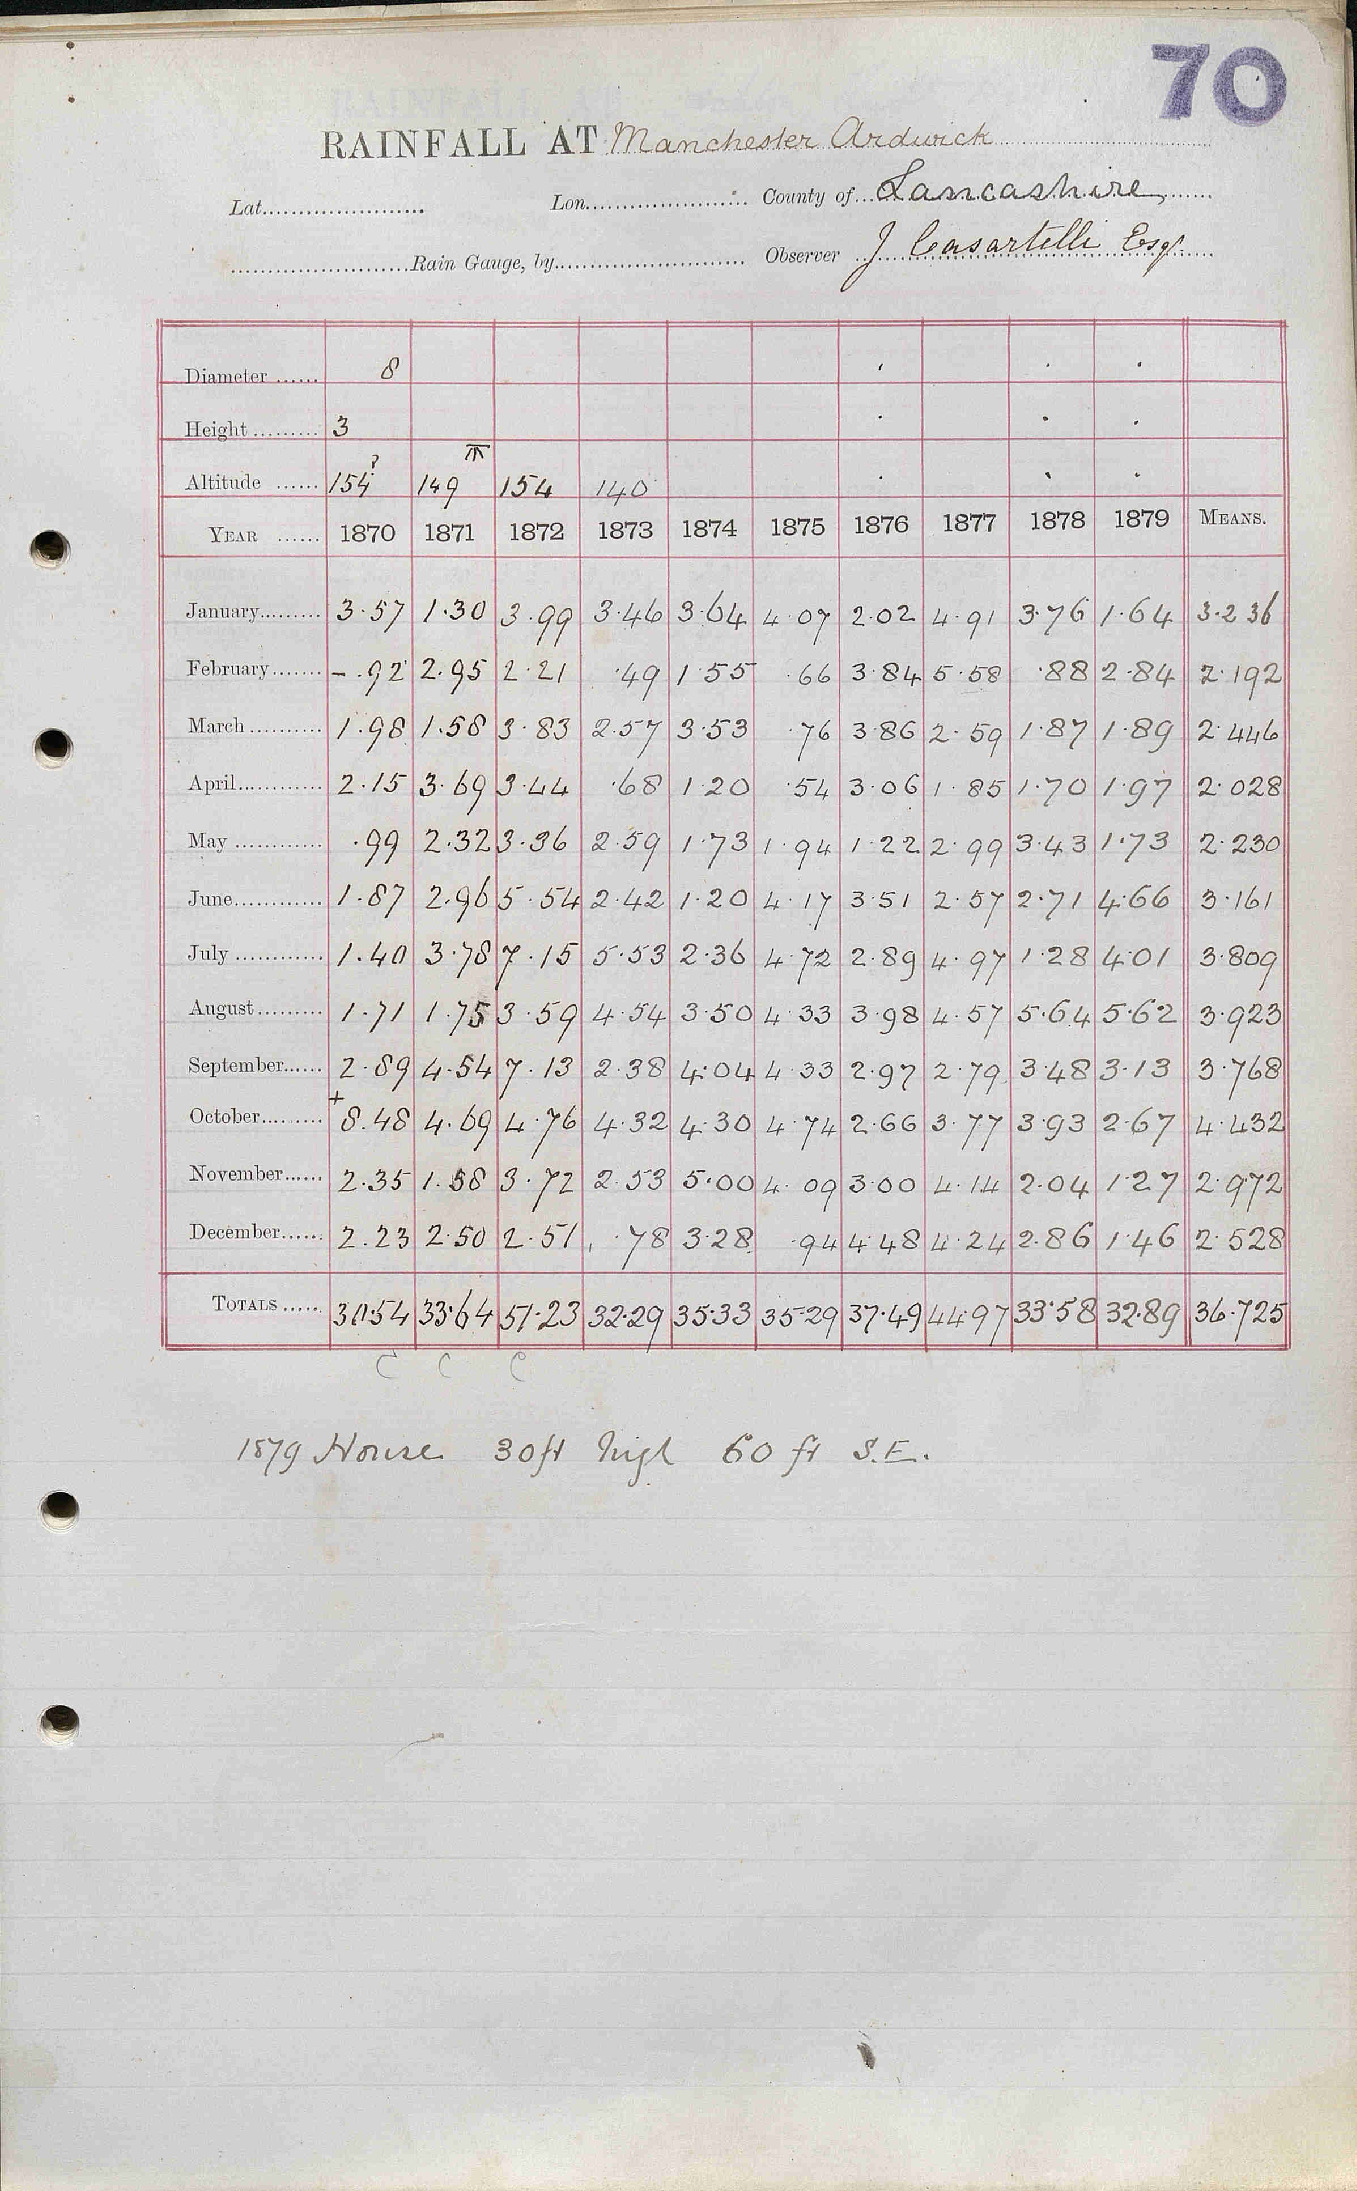 70
RAINFALL AT Manchester Ardwick
Lat. Lon. County of Lancashire
Rain Gauge, by Observer J Casartelli Esqr.
Diameter 8
Height 3
?
Altitude 154 149 154 140
YEAR 1870 1871 1872 1873 1874 1875 1876 1877 1878 1879 MEANS.
January 3.57 1.30 3.99 3.46 3.64 4.07 2.02 4.91 3.76 1.64 3.236
February – .92 2.95 2.21 .49 1.55 .66 3.84 5.58 .88 2.84 2.192
March 1.98 1.58 3.83 2.57 3.53 .76 3.86 2.59 1.87 1.89 2.446
April 2.15 3.69 3.44 .68 1.20 .54 3.06 1.85 1.70 1.97 2.028
May .99 2.32 3.36 2.59 1.73 1.94 1.22 2.99 3.43 1.73 2.230
June 1.87 2.96 5.54 2.42 1.20 4.17 3.51 2.57 2.71 4.66 3.161
July 1.40 3.78 7.15 5.53 2.36 4.72 2.89 4.97 1.28 4.01 3.809
August 1.71 1.75 3.59 4.54 3.50 4.33 3.98 4.57 5.64 5.62 3.923
September 2.89 4.54 7.13 2.38 4.04 4.33 2.97 2.79 3.48 3.13 3.768
October + 8.48 4.69 4.76 4.32 4.30 4.74 2.66 3.77 3.93 2.67 4.432
November 2.35 1.58 3.72 2.53 5.00 4.09 3.00 4.14 2.04 1.27 2.972
December 2.23 2.50 2.51 .78 3.28 .94 4.48 4.24 2.86 1.46 2.528
TOTALS 30.54 33.64 51.23 32.29 35.33 35.29 37.49 44.97 33.58 32.89 36.725
C C C
1879 House 30ft high 60 ft S.E.